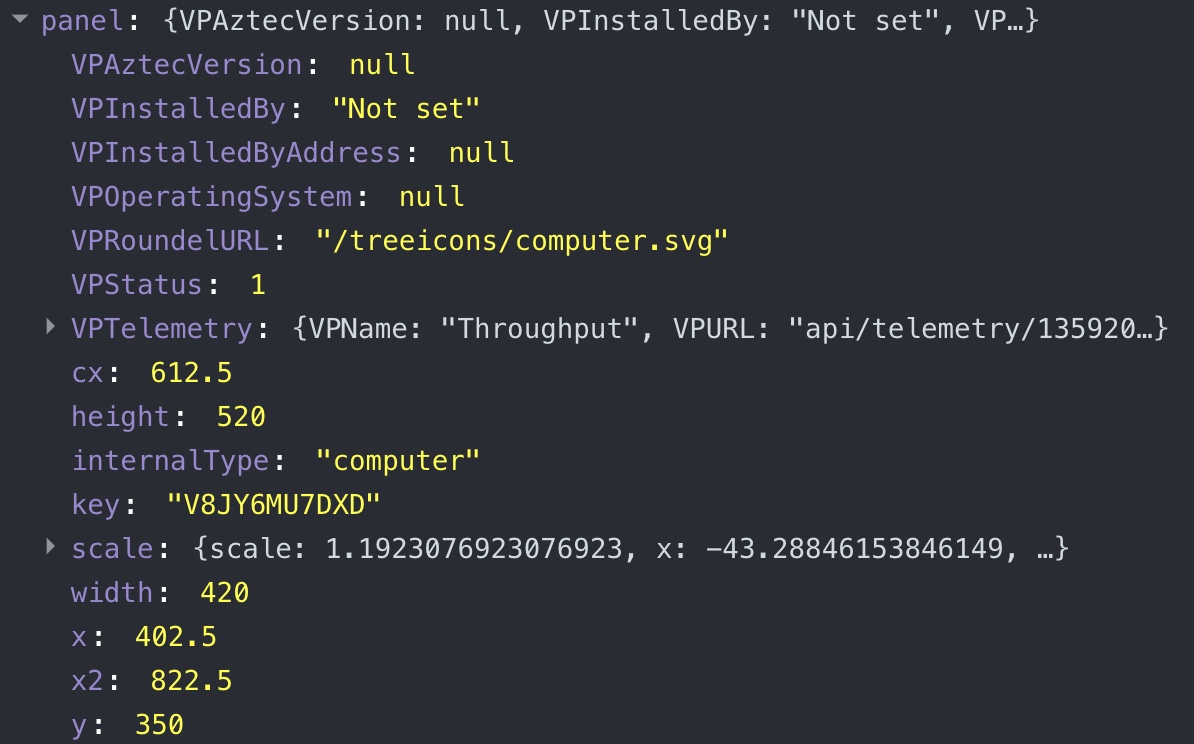 panel: {VPAztecVersion: null, VPInstalledBy: "Not set", VP…}
VPAztecVersion: null
VPInstalledBy: "Not set"
VPInstalledByAddress: null
VPOperatingSystem: null
VPRoundelURL: "/treeicons/computer.svg"
VPStatus: 1
VPTelemetry: {VPName: "Throughput", VPURL: "api/telemetry/135920…}
cx: 612.5
height: 520
internalType: "computer"
key: "V8JY6MU7DXD"
scale: {scale: 1.1923076923076923, x: −43.28846153846149, …}
width: 420
x: 402.5
x2: 822.5
y: 350